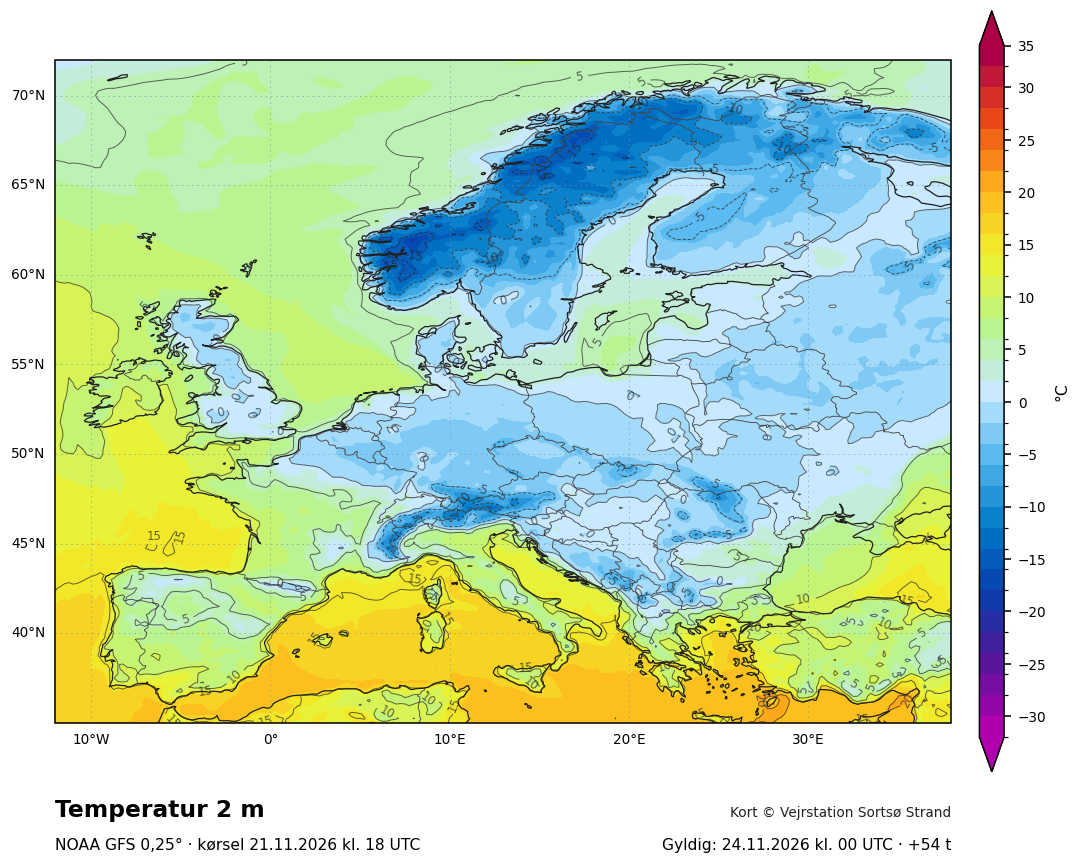 35
30
25
20
15
10
5
0
−5
−10
−15
−20
−25
−30
°C
70°N
65°N
60°N
55°N
50°N
45°N
40°N
10°W
0°
10°E
20°E
30°E
Temperatur 2 m
Kort © Vejrstation Sortsø Strand
NOAA GFS 0,25° · kørsel 21.11.2026 kl. 18 UTC
Gyldig: 24.11.2026 kl. 00 UTC · +54 t